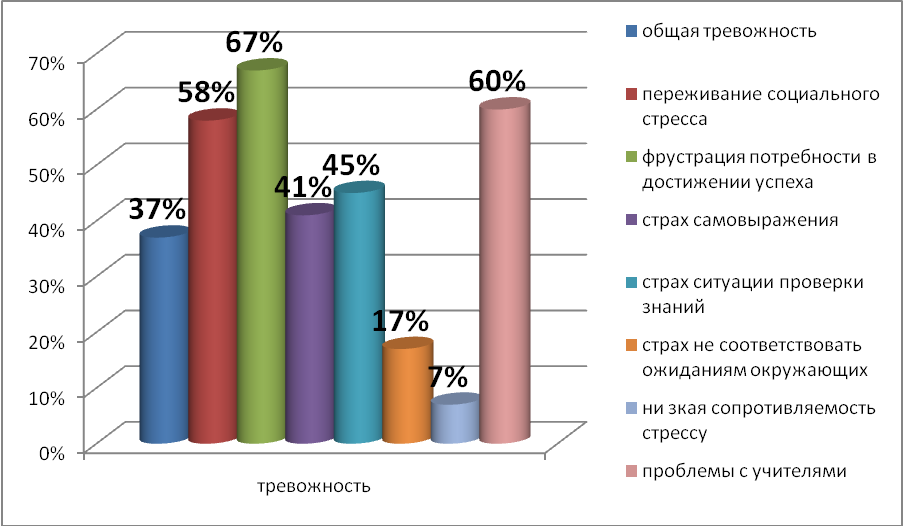 70%
60%
50%
40%
30%
20%
10%
0%
37%
58%
67%
41%
45%
17%
7%
60%
тревожность
общая тревожность
переживание социального
стресса
фрустрация потребности в
достижении успеха
страх самовыражения
страх ситуации проверки
знаний
страх не соответствовать
ожиданиям окружающих
ни зкая сопротивляемость
стрессу
проблемы с учителями